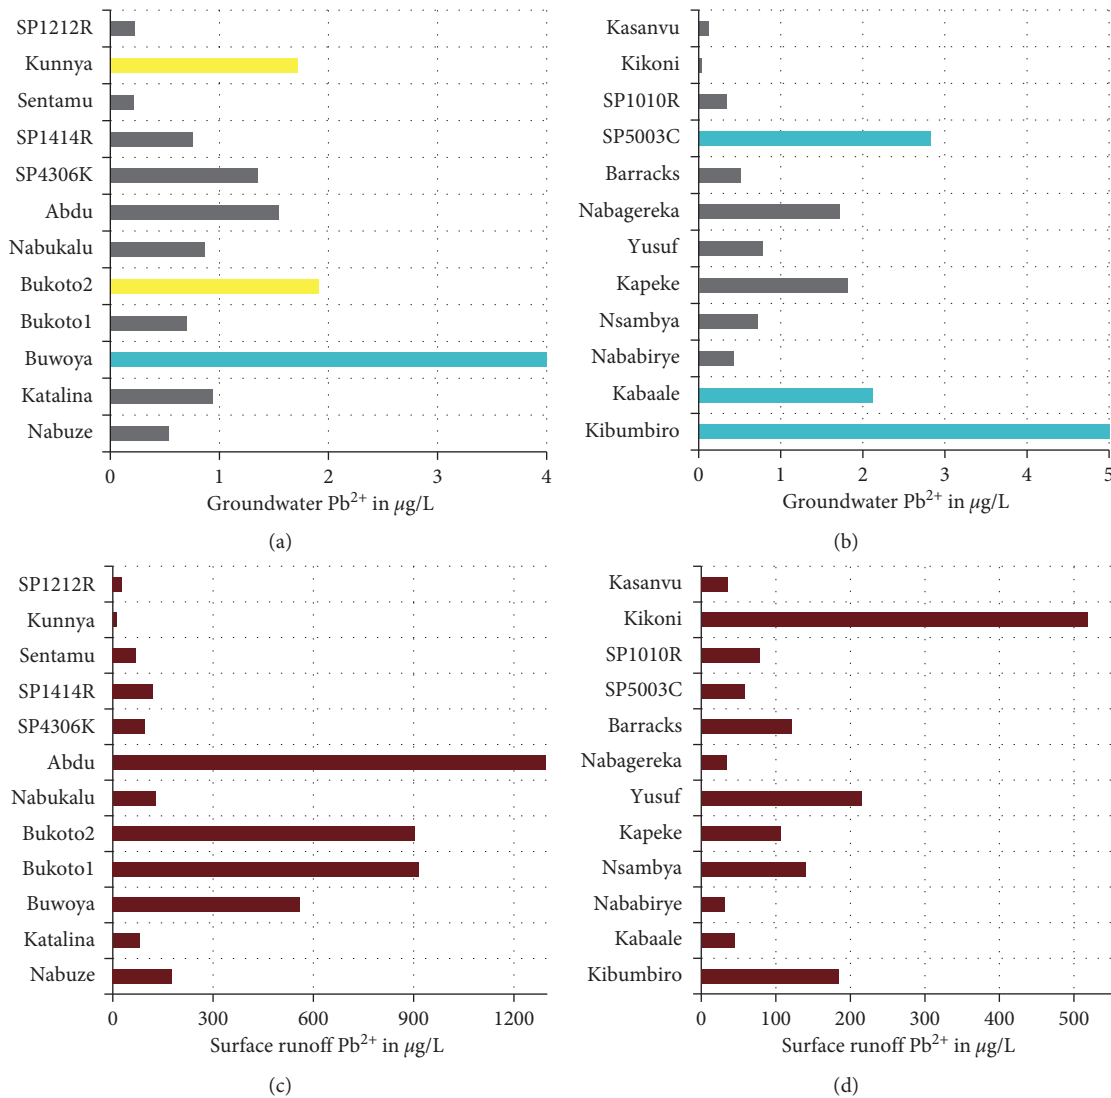 SP1212R
Kunnya
Sentamu
SP1414R
SP4306K
Abdu
Nabukalu
Bukoto2
Bukoto1
Buwoya
Katalina
Nabuze
0 1 2 3 4
Groundwater Pb²⁺ in μg/L
(a)
Kasanvu
Kikoni
SP1010R
SP5003C
Barracks
Nabagereka
Yusuf
Kapeke
Nsambya
Nababirye
Kabaale
Kibumbiro
0 1 2 3 4 5
Groundwater Pb²⁺ in μg/L
(b)
SP1212R
Kunnya
Sentamu
SP1414R
SP4306K
Abdu
Nabukalu
Bukoto2
Bukoto1
Buwoya
Katalina
Nabuze
0 300 600 900 1200
Surface runoff Pb²⁺ in μg/L
(c)
Kasanvu
Kikoni
SP1010R
SP5003C
Barracks
Nabagereka
Yusuf
Kapeke
Nsambya
Nababirye
Kabaale
Kibumbiro
0 100 200 300 400 500
Surface runoff Pb²⁺ in μg/L
(d)